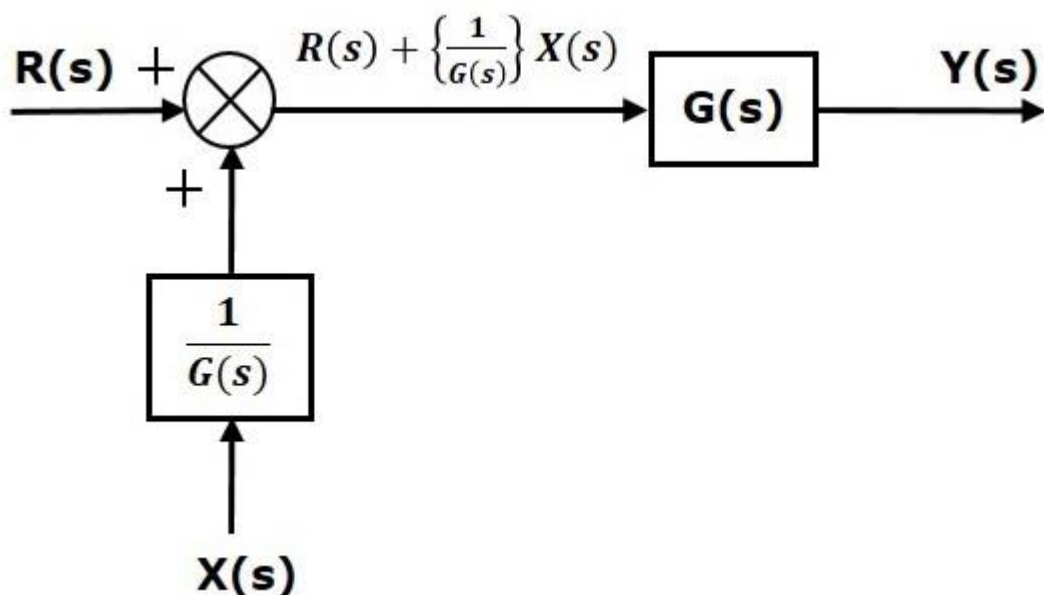 R(s) + R(s) + {1/G(s)} X(s)
G(s) Y(s)
+
1/G(s)
X(s)